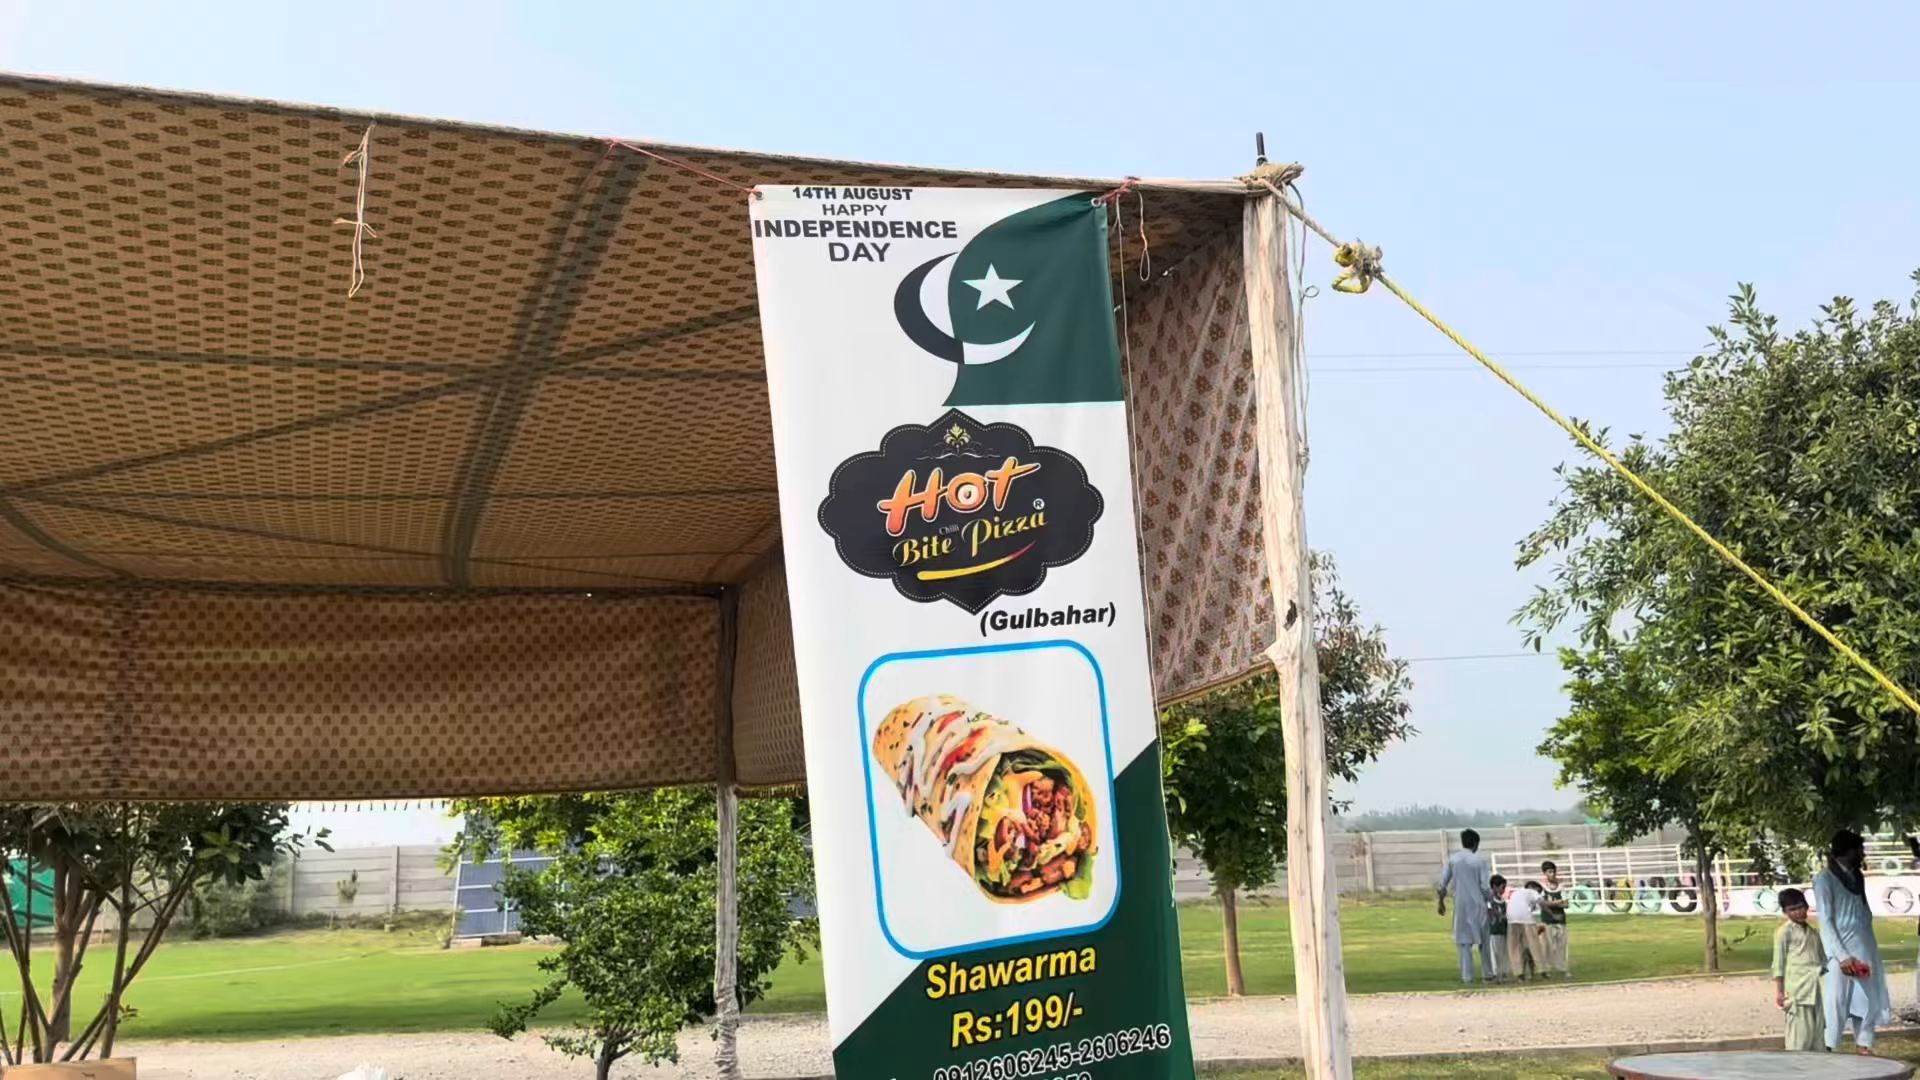 14TH AUGUST
HAPPY
INDEPENDENCE
DAY
HOT
Chilli
Bite Pizza®
(Gulbahar)
Shawarma
Rs:199/-
0912606245-2606246